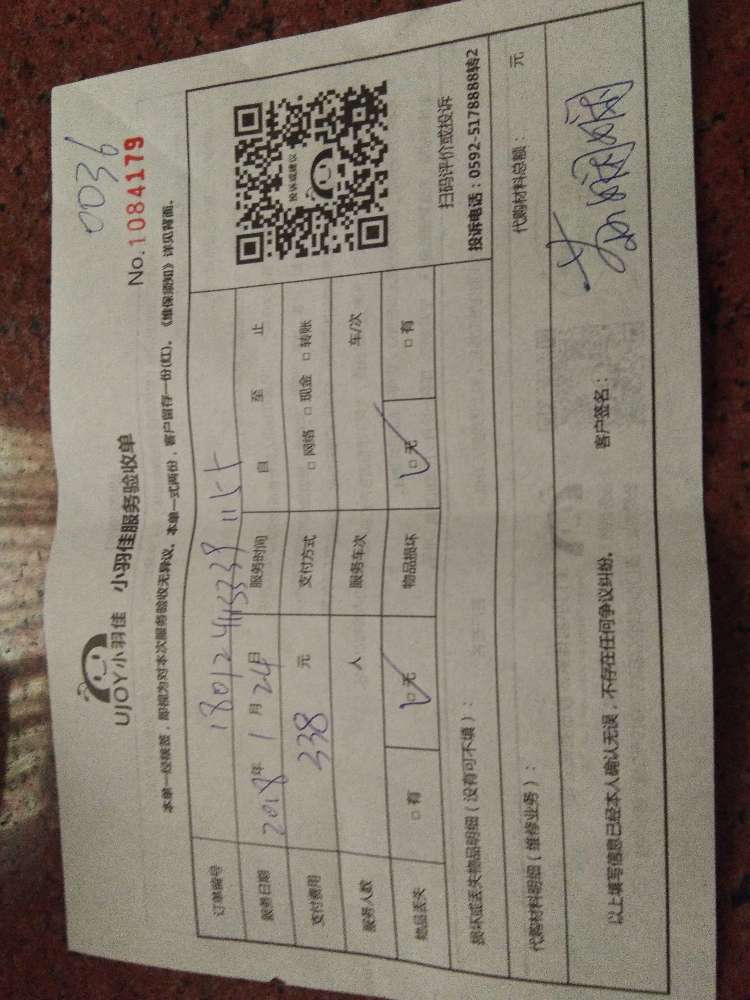 0036
No.1084179
UJOY小羽佳 小羽佳服务验收单
本单一经核签，即视为对本次服务验收无异议。本单一式两份，客户留存一份(红)。《维保须知》详见背面。
订单编号 180124115339 1155
服务日期 2018年 1月 24日 服务时间 自 至 止
支付费用 338 元 支付方式 □ 网络 □ 现金 □ 转账
服务人数 人 服务车次 车/次
物品丢失 □ 有 □ 无 物品损坏 □ 无 □ 有
投诉或建议
扫码评价或投诉
投诉电话：0592-5178888转2
损坏或丢失物品明细（没有可不填）：
代购材料明细（维修业务）： 代购材料总额： 元
以上填写信息已经本人确认无误，不存在任何争议纠纷。 客户签名：